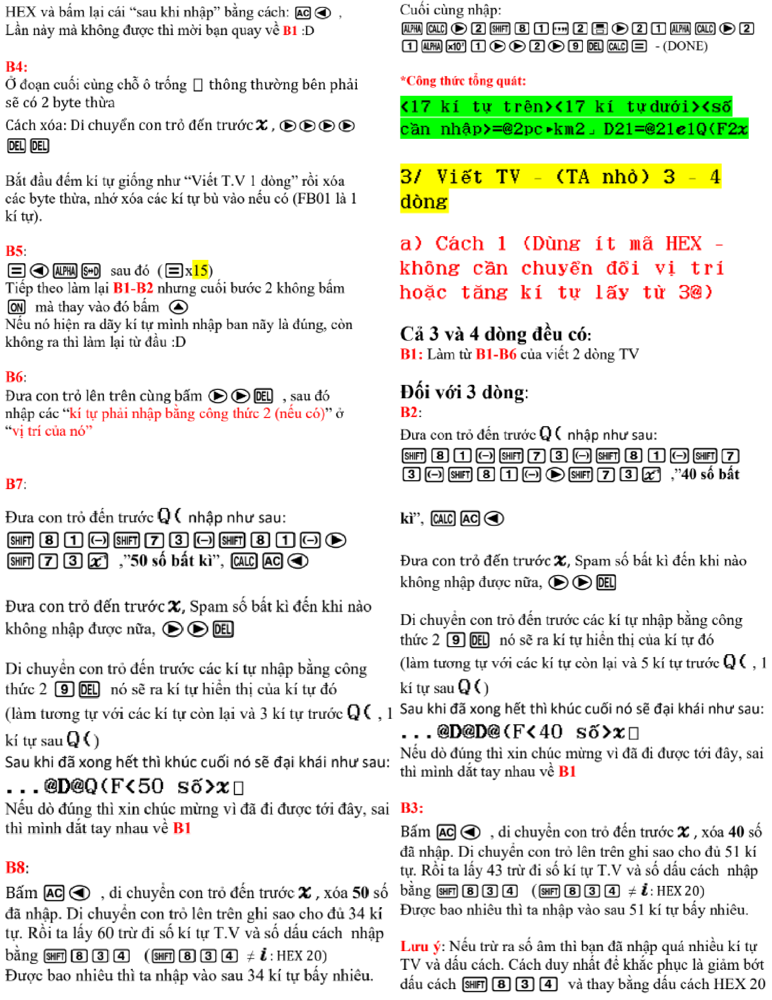 HEX và bấm lại cái “sau khi nhập” bằng cách: AC ◀ ,
Lần này mà không được thì mời bạn quay về B1 :D
B4:
Ở đoạn cuối cùng chỗ ô trống □ thông thường bên phải
sẽ có 2 byte thừa
Cách xóa: Di chuyển con trỏ đến trước x , ▶ ▶ ▶ ▶
DEL DEL
Bắt đầu đếm kí tự giống như “Viết T.V 1 dòng” rồi xóa
các byte thừa, nhớ xóa các kí tự bù vào nếu có (FB01 là 1
kí tự).
B5:
= ◀ ALPHA S⇔D sau đó ( = x15)
Tiếp theo làm lại B1-B2 nhưng cuối bước 2 không bấm
ON mà thay vào đó bấm ▲
Nếu nó hiện ra dãy kí tự mình nhập ban nãy là đúng, còn
không ra thì làm lại từ đầu :D
B6:
Đưa con trỏ lên trên cùng bấm ▶ ▶ DEL , sau đó
nhập các “kí tự phải nhập bằng công thức 2 (nếu có)” ở
“vị trí của nó”
B7:
Đưa con trỏ đến trước Q( nhập như sau:
SHIFT 8 1 (−) SHIFT 7 3 (−) SHIFT 8 1 (−) ▶
SHIFT 7 3 x■ ,”50 số bất kì”, CALC AC ◀
Đưa con trỏ đến trước x, Spam số bất kì đến khi nào
không nhập được nữa, ▶ ▶ DEL
Di chuyển con trỏ đến trước các kí tự nhập bằng công
thức 2 9 DEL nó sẽ ra kí tự hiển thị của kí tự đó
(làm tương tự với các kí tự còn lại và 3 kí tự trước Q( , 1
kí tự sau Q( )
Sau khi đã xong hết thì khúc cuối nó sẽ đại khái như sau:
...@D@Q(F<50 số>x□
Nếu dò đúng thì xin chúc mừng vì đã đi được tới đây, sai
thì mình dắt tay nhau về B1
B8:
Bấm AC ◀ , di chuyển con trỏ đến trước x , xóa 50 số
đã nhập. Di chuyển con trỏ lên trên ghi sao cho đủ 34 kí
tự. Rồi ta lấy 60 trừ đi số kí tự T.V và số dấu cách nhập
bằng SHIFT 8 3 4 ( SHIFT 8 3 4 ≠ i : HEX 20)
Được bao nhiêu thì ta nhập vào sau 34 kí tự bấy nhiêu.
Cuối cùng nhập:
ALPHA CALC ▶ 2 SHIFT 8 1 °’” 2 ■/□ ▶ 2 1 ALPHA CALC ▶ 2
1 ALPHA x10ˣ 1 ▶ ▶ 2 ▶ 9 DEL CALC = - (DONE)
*Công thức tổng quát:
<17 kí tự trên><17 kí tự dưới><số
cần nhập>=@2pc▸km2⌟ D21=@21e1Q(F2x
3/ Viết TV - (TA nhỏ) 3 - 4
dòng
a) Cách 1 (Dùng ít mã HEX -
không cần chuyển đổi vị trí
hoặc tăng kí tự lấy từ 3@)
Cả 3 và 4 dòng đều có:
B1: Làm từ B1-B6 của viết 2 dòng TV
Đối với 3 dòng:
B2:
Đưa con trỏ đến trước Q( nhập như sau:
SHIFT 8 1 (−) SHIFT 7 3 (−) SHIFT 8 1 (−) SHIFT 7
3 (−) SHIFT 8 1 (−) ▶ SHIFT 7 3 x■ ,”40 số bất
kì”, CALC AC ◀
Đưa con trỏ đến trước x, Spam số bất kì đến khi nào
không nhập được nữa, ▶ ▶ DEL
Di chuyển con trỏ đến trước các kí tự nhập bằng công
thức 2 9 DEL nó sẽ ra kí tự hiển thị của kí tự đó
(làm tương tự với các kí tự còn lại và 5 kí tự trước Q( , 1
kí tự sau Q( )
Sau khi đã xong hết thì khúc cuối nó sẽ đại khái như sau:
...@D@D@(F<40 số>x□
Nếu dò đúng thì xin chúc mừng vì đã đi được tới đây, sai
thì mình dắt tay nhau về B1
B3:
Bấm AC ◀ , di chuyển con trỏ đến trước x , xóa 40 số
đã nhập. Di chuyển con trỏ lên trên ghi sao cho đủ 51 kí
tự. Rồi ta lấy 43 trừ đi số kí tự T.V và số dấu cách nhập
bằng SHIFT 8 3 4 ( SHIFT 8 3 4 ≠ i : HEX 20)
Được bao nhiêu thì ta nhập vào sau 51 kí tự bấy nhiêu.
Lưu ý: Nếu trừ ra số âm thì bạn đã nhập quá nhiều kí tự
TV và dấu cách. Cách duy nhất để khắc phục là giảm bớt
dấu cách SHIFT 8 3 4 và thay bằng dấu cách HEX 20